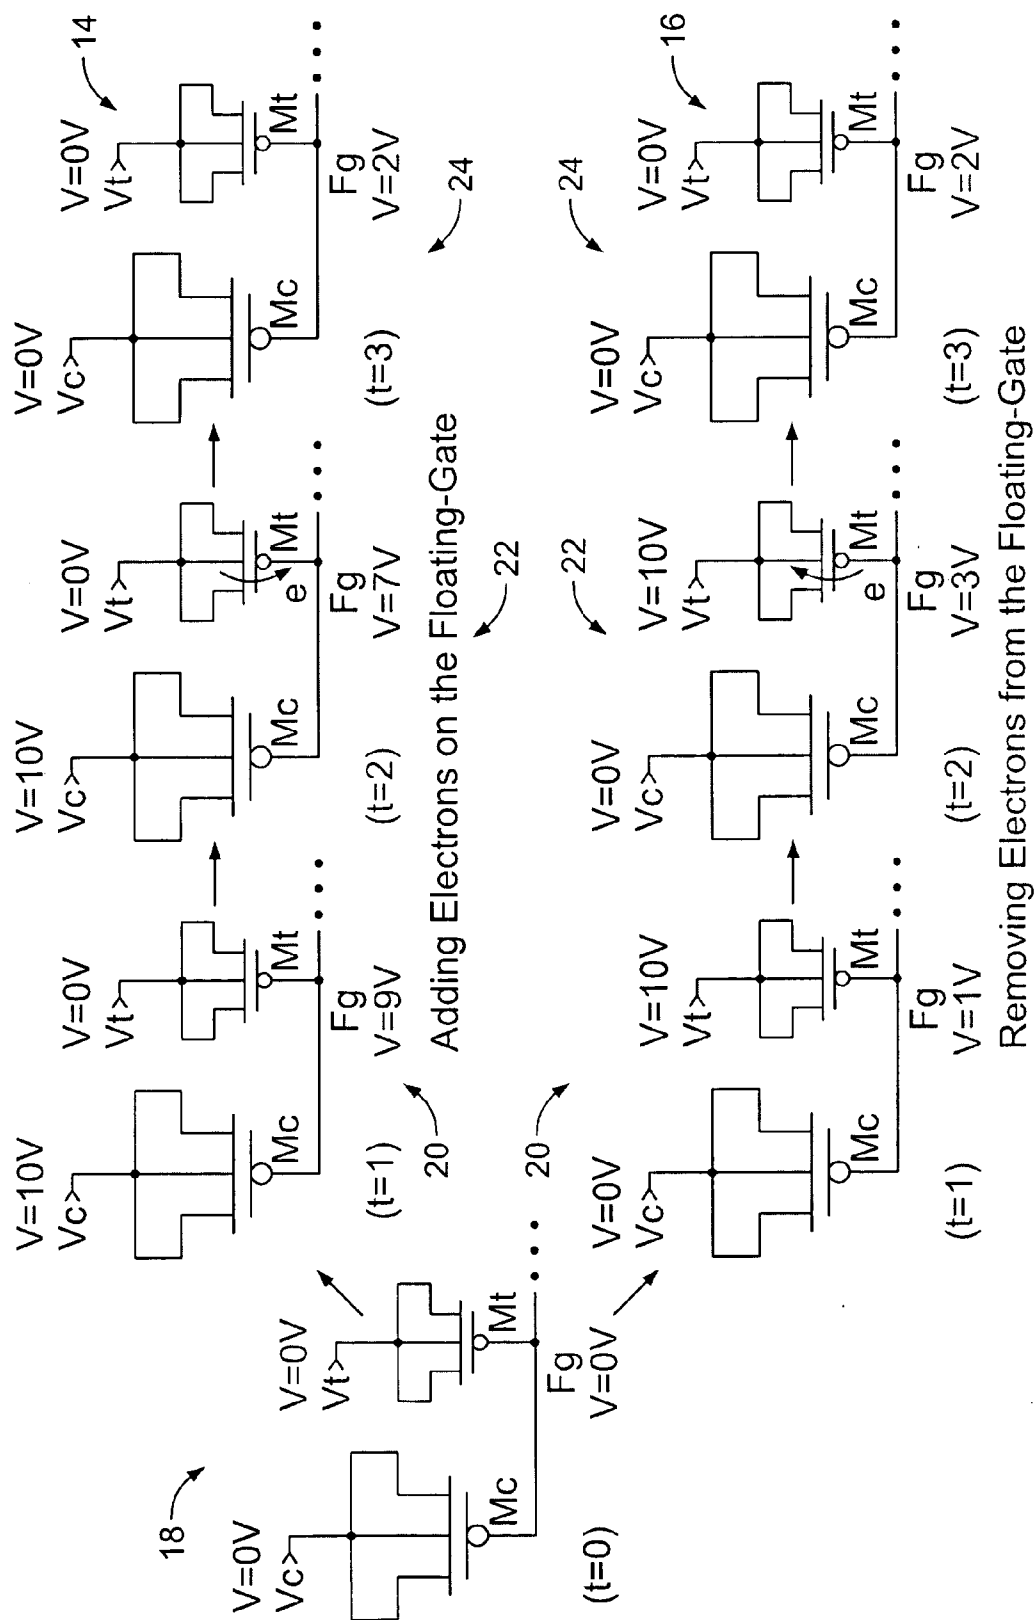 18
V=0V
Vc>
Mc
V=0V
Vt>
Mt
Fg
V=0V
(t=0)
V=10V
Vc>
Mc
V=0V
Vt>
Mt
Fg
V=9V
(t=1)
20
V=10V
Vc>
Mc
V=0V
Vt>
Mt
e
Fg
V=7V
(t=2)
22
V=0V
Vc>
Mc
V=0V
Vt>
Mt
14
Fg
V=2V
(t=3)
24
Adding Electrons on the Floating-Gate
20
V=0V
Vc>
Mc
V=10V
Vt>
Mt
Fg
V=1V
(t=1)
22
V=0V
Vc>
Mc
V=10V
Vt>
Mt
e
Fg
V=3V
(t=2)
24
V=0V
Vc>
Mc
V=0V
Vt>
Mt
16
Fg
V=2V
(t=3)
Removing Electrons from the Floating-Gate